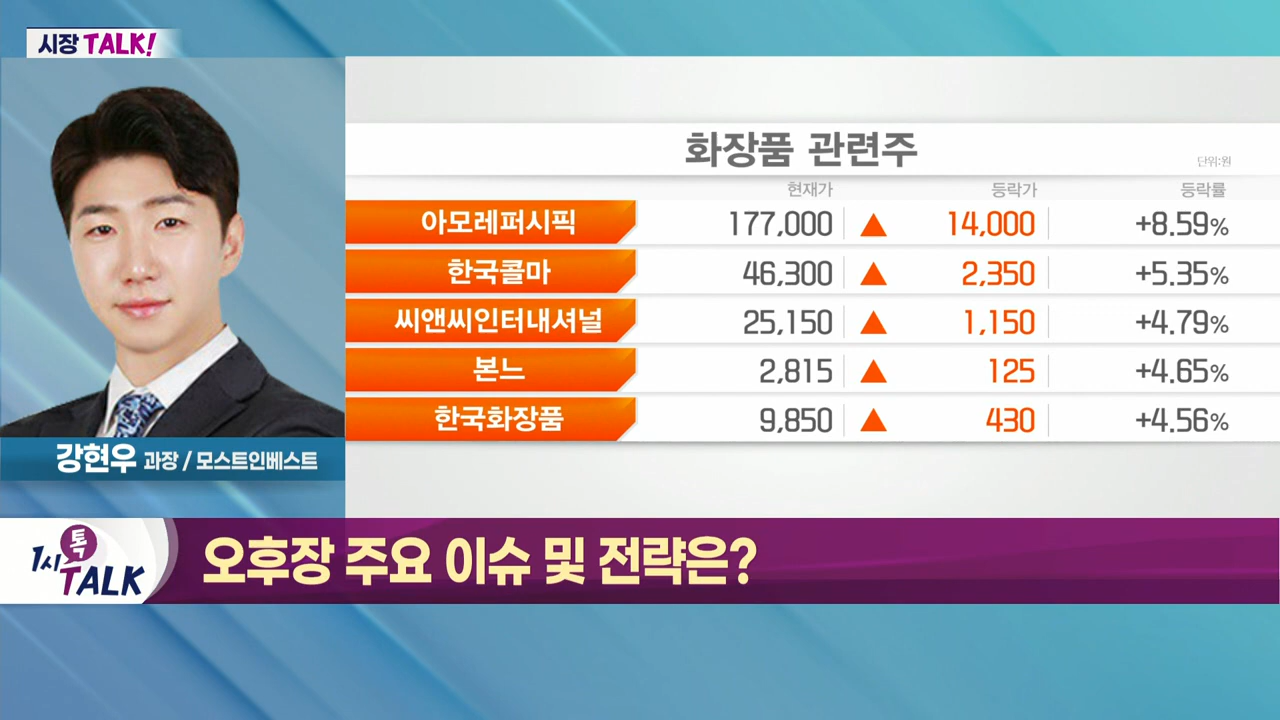 시장 TALK!
화장품 관련주
단위:원
현재가 등락가 등락률
아모레퍼시픽 177,000 ▲ 14,000 +8.59%
한국콜마 46,300 ▲ 2,350 +5.35%
씨앤씨인터내셔널 25,150 ▲ 1,150 +4.79%
본느 2,815 ▲ 125 +4.65%
한국화장품 9,850 ▲ 430 +4.56%
강현우 과장 / 모스트인베스트
1시 톡 TALK
오후장 주요 이슈 및 전략은?